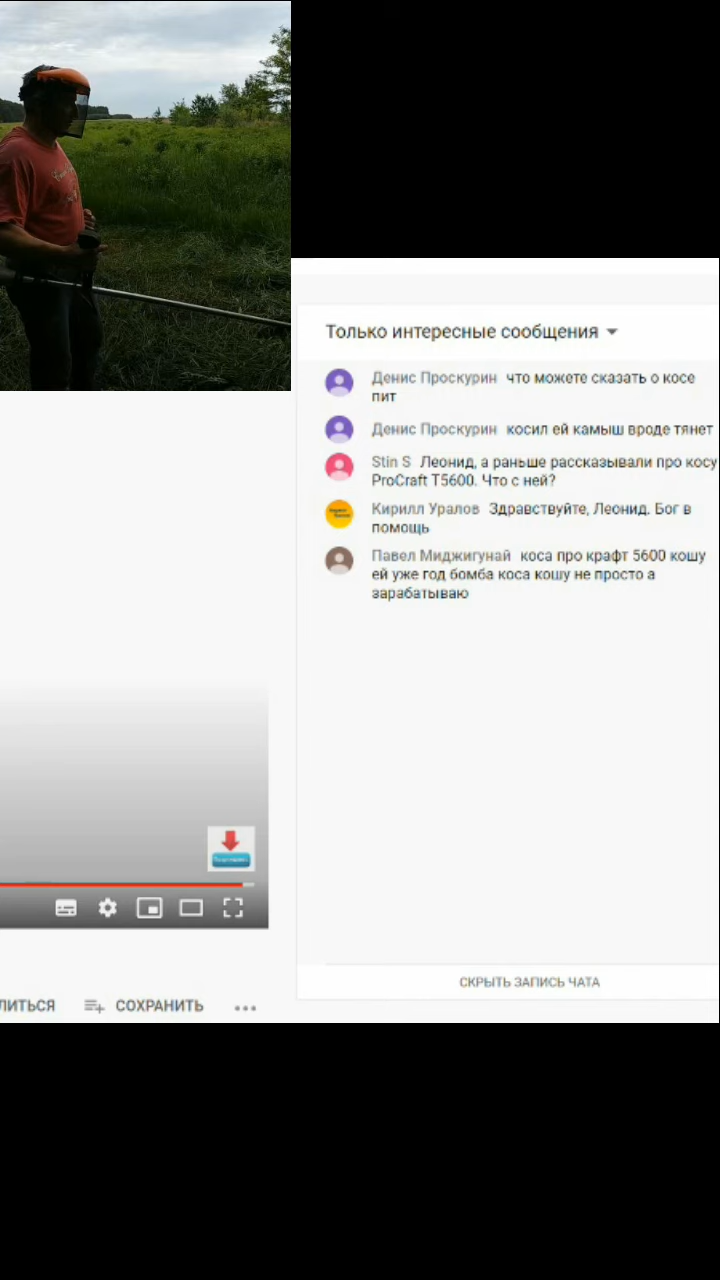 Только интересные сообщения
Денис Проскурин что можете сказать о косе
пит
Денис Проскурин косил ей камыш вроде тянет
Stin S Леонид, а раньше рассказывали про косу
ProCraft T5600. Что с ней?
Кирилл Уралов Здравствуйте, Леонид. Бог в
помощь
Павел Миджигунай коса про крафт 5600 кошу
ей уже год бомба коса кошу не просто а
зарабатываю
СКРЫТЬ ЗАПИСЬ ЧАТА
ЛИТЬСЯ
СОХРАНИТЬ